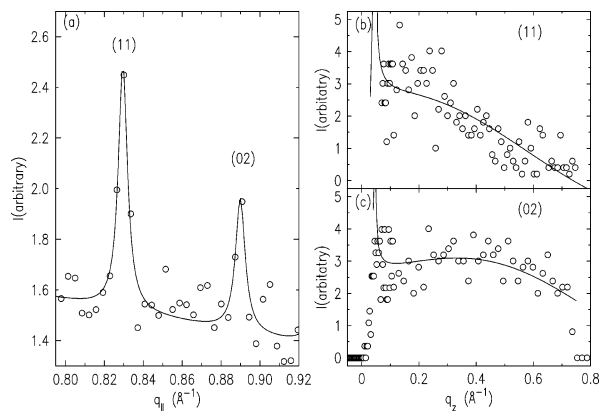 (a)
(11)
(02)
2.6
2.4
2.2
2.0
1.8
1.6
1.4
I(arbitrary)
0.80 0.82 0.84 0.86 0.88 0.90 0.92
q|| (Å⁻¹)
(b)
(11)
5
4
3
2
1
0
I(arbitatry)
(c)
(02)
5
4
3
2
1
0
I(arbitatry)
0 0.2 0.4 0.6 0.8
q_z (Å⁻¹)